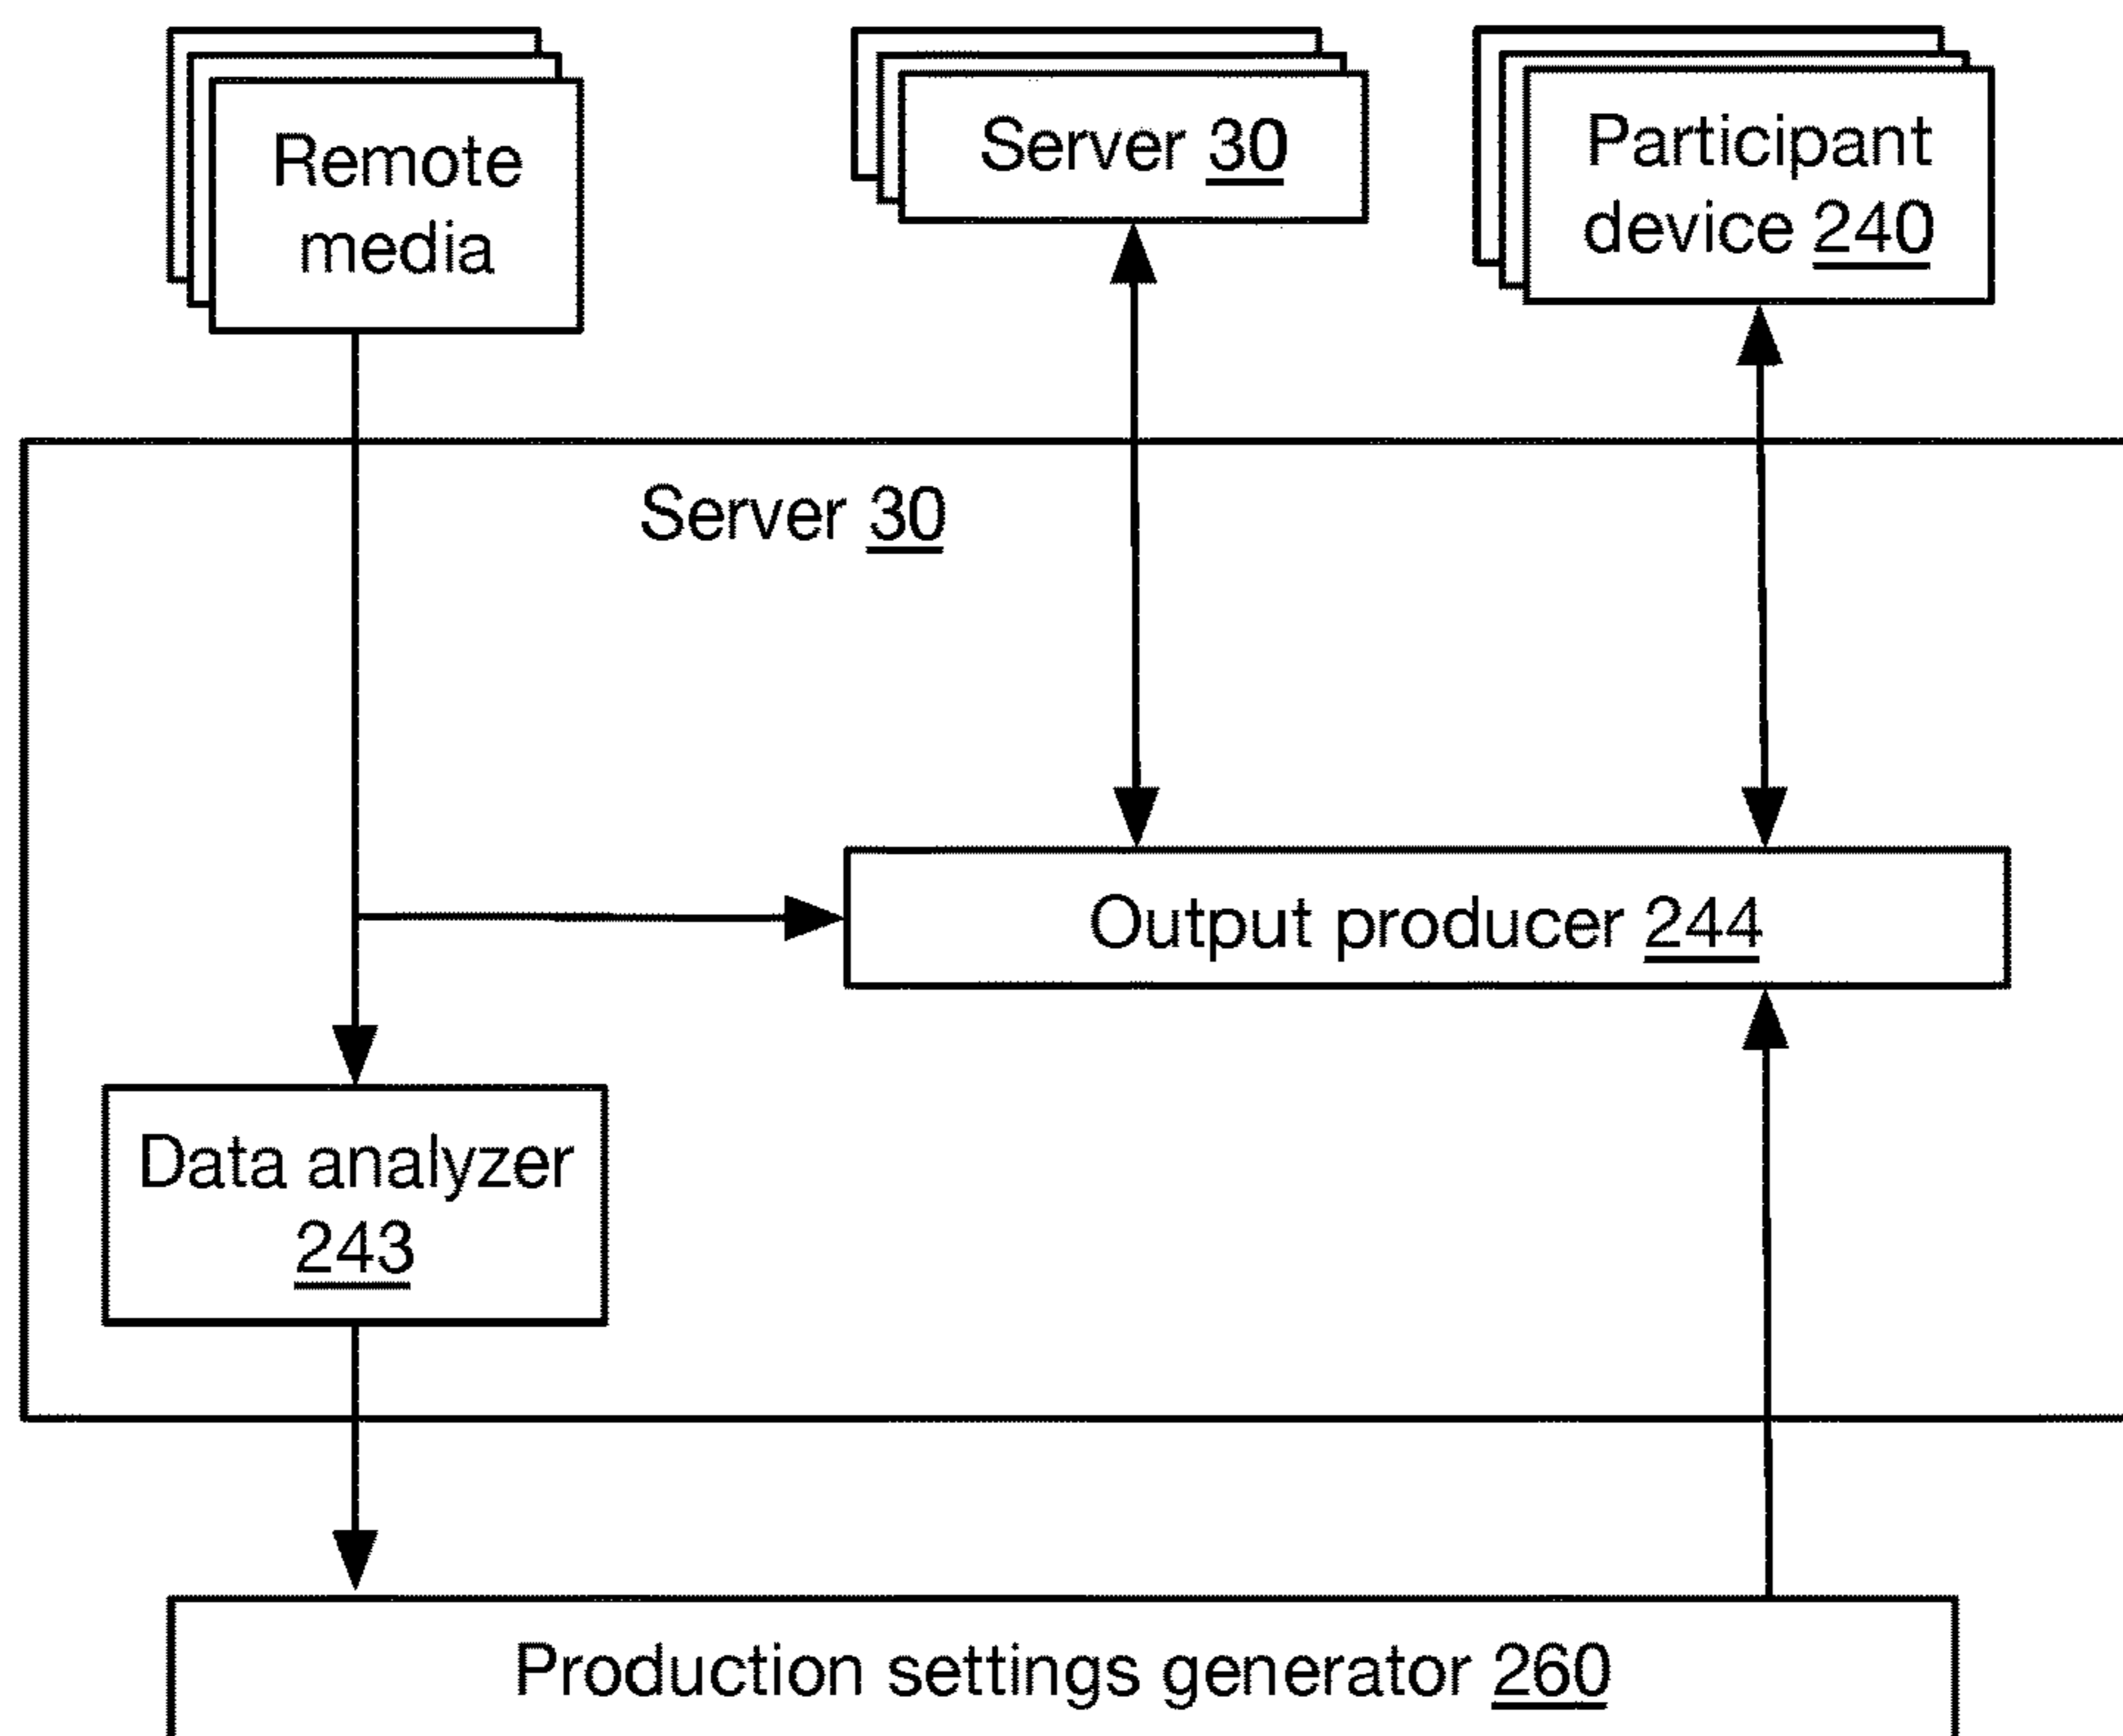 Remote
media
Server 30
Participant
device 240
Server 30
Output producer 244
Data analyzer
243
Production settings generator 260